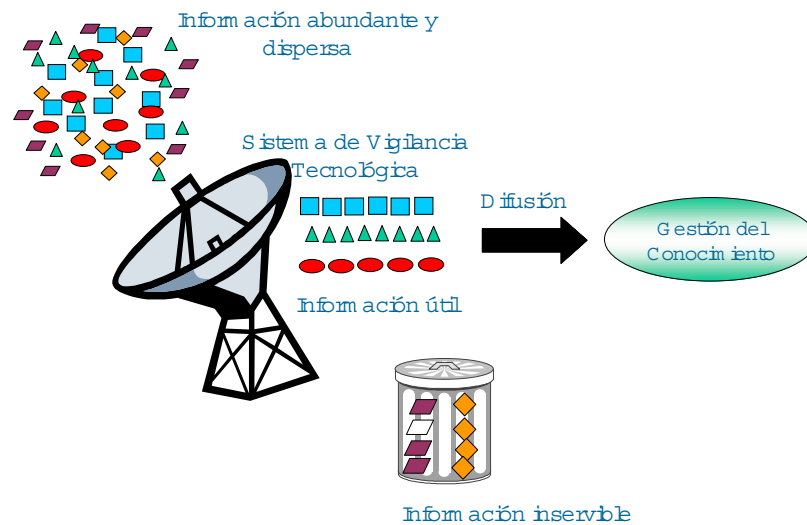 Información abundante y
dispersa
Sistema de Vigilancia
Tecnológica
Difusión
Gestión del
Conocimiento
Información útil
Información inservible